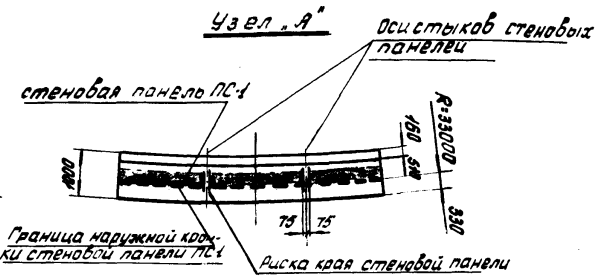 Узел „А"
Оси стыков стеновых
панелей
стеновая панель ПС-1
R=33000
150
510
1000
330
75 75
Граница наружной кром-
ки стеновой панели ПС-1
Риска края стеновой панели